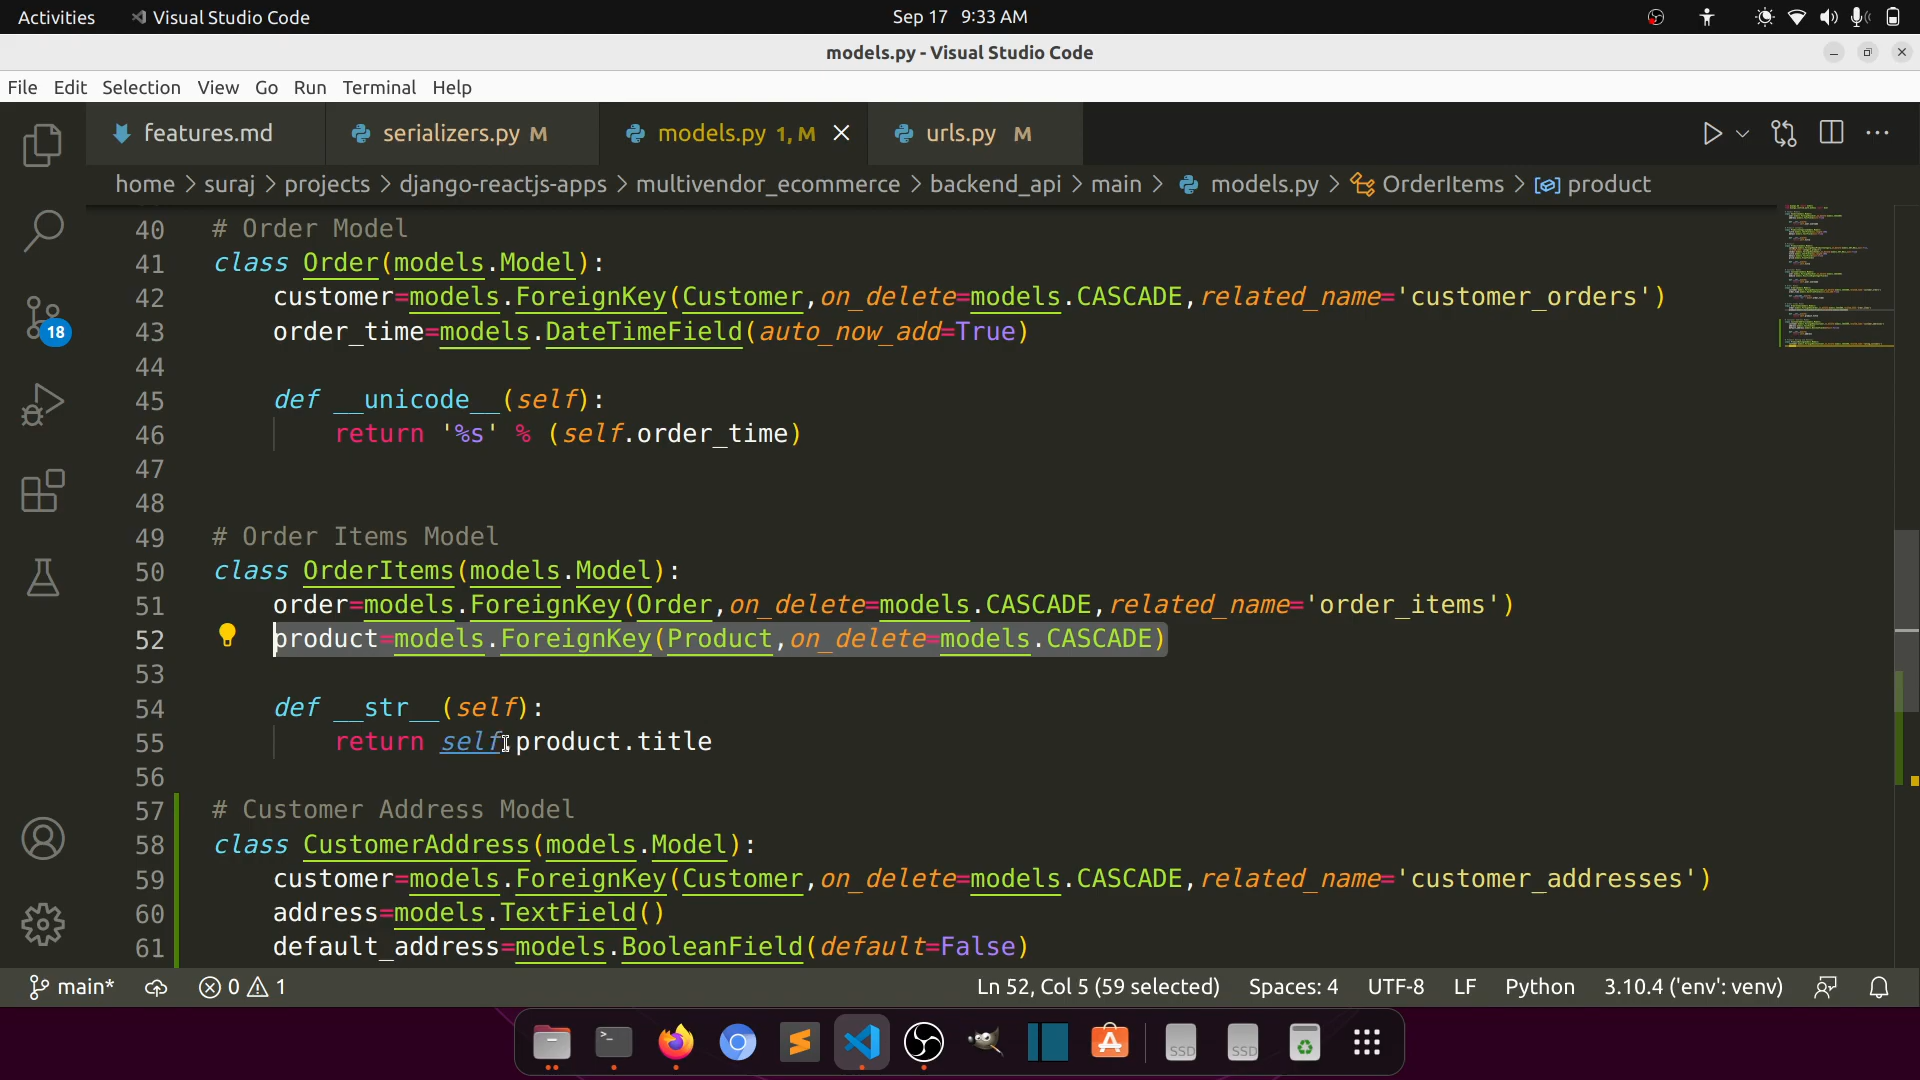 Activities Visual Studio Code Sep 17 9:33 AM
models.py - Visual Studio Code
File Edit Selection View Go Run Terminal Help
features.md serializers.py M models.py 1, M urls.py M
home > suraj > projects > django-reactjs-apps > multivendor_ecommerce > backend_api > main > models.py > OrderItems > product
40 # Order Model
41 class Order(models.Model):
42 customer=models.ForeignKey(Customer,on_delete=models.CASCADE,related_name='customer_orders')
43 order_time=models.DateTimeField(auto_now_add=True)
44
45 def __unicode__(self):
46 return '%s' % (self.order_time)
47
48
49 # Order Items Model
50 class OrderItems(models.Model):
51 order=models.ForeignKey(Order,on_delete=models.CASCADE,related_name='order_items')
52 product=models.ForeignKey(Product,on_delete=models.CASCADE)
53
54 def __str__(self):
55 return self.product.title
56
57 # Customer Address Model
58 class CustomerAddress(models.Model):
59 customer=models.ForeignKey(Customer,on_delete=models.CASCADE,related_name='customer_addresses')
60 address=models.TextField()
61 default_address=models.BooleanField(default=False)
18
main* 0 1 Ln 52, Col 5 (59 selected) Spaces: 4 UTF-8 LF Python 3.10.4 ('env': venv)
SSD SSD